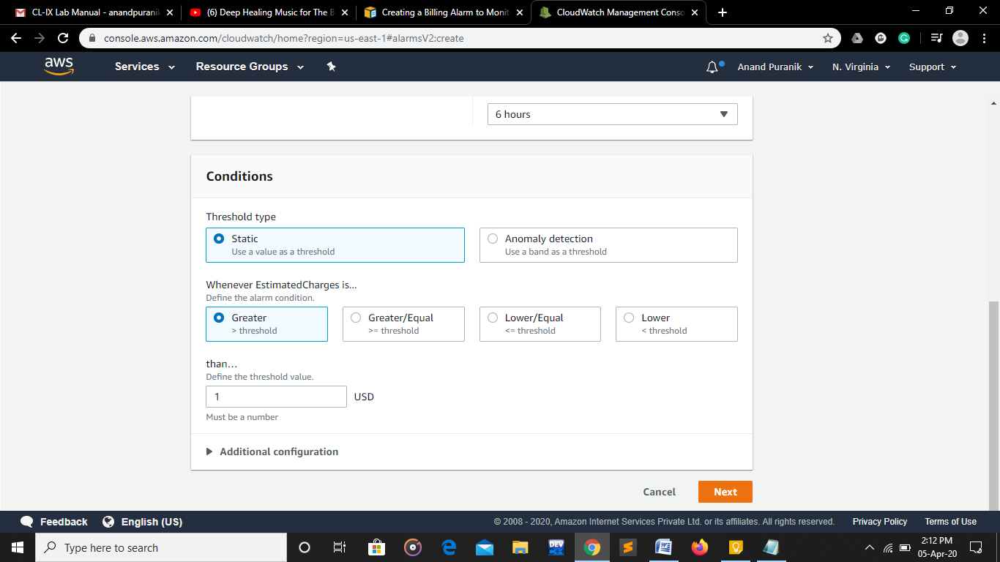 CL-IX Lab Manual - anandpurani
(6) Deep Healing Music for The B
Creating a Billing Alarm to Monit
CloudWatch Management Conso
console.aws.amazon.com/cloudwatch/home?region=us-east-1#alarmsV2:create
aws
Services
Resource Groups
Anand Puranik
N. Virginia
Support
6 hours
Conditions
Threshold type
Static
Use a value as a threshold
Anomaly detection
Use a band as a threshold
Whenever EstimatedCharges is...
Define the alarm condition.
Greater
> threshold
Greater/Equal
>= threshold
Lower/Equal
<= threshold
Lower
< threshold
than...
Define the threshold value.
1
USD
Must be a number
Additional configuration
Cancel
Next
Feedback
English (US)
© 2008 - 2020, Amazon Internet Services Private Ltd. or its affiliates. All rights reserved.
Privacy Policy
Terms of Use
Type here to search
DEV
2:12 PM
05-Apr-20